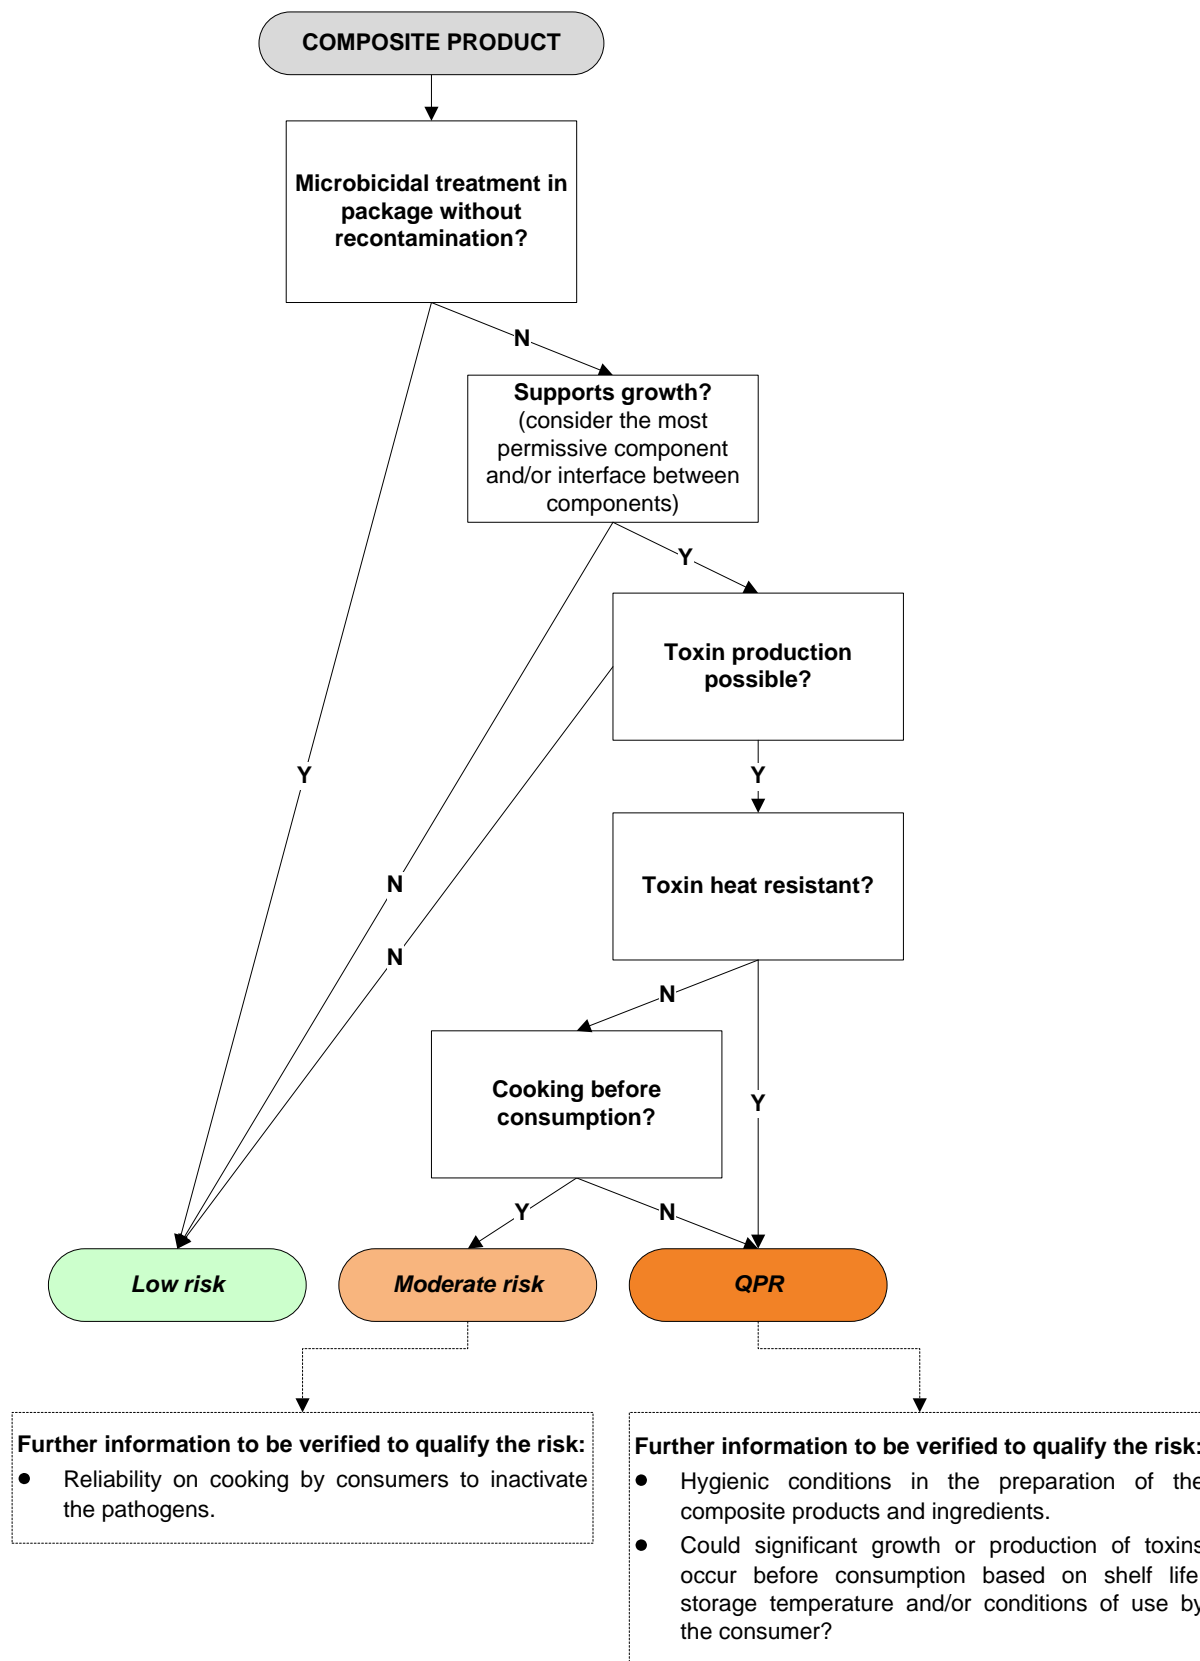 COMPOSITE PRODUCT
Microbicidal treatment in
package without
recontamination?
N
Supports growth?
(consider the most
permissive component
and/or interface between
components)
Y
Toxin production
possible?
Y
Y
Toxin heat resistant?
N
N
N
Cooking before
consumption?
Y
Y
N
Low risk
Moderate risk
QPR
Further information to be verified to qualify the risk:
● Reliability on cooking by consumers to inactivate
the pathogens.
Further information to be verified to qualify the risk:
● Hygienic conditions in the preparation of the
composite products and ingredients.
● Could significant growth or production of toxins
occur before consumption based on shelf life
storage temperature and/or conditions of use by
the consumer?